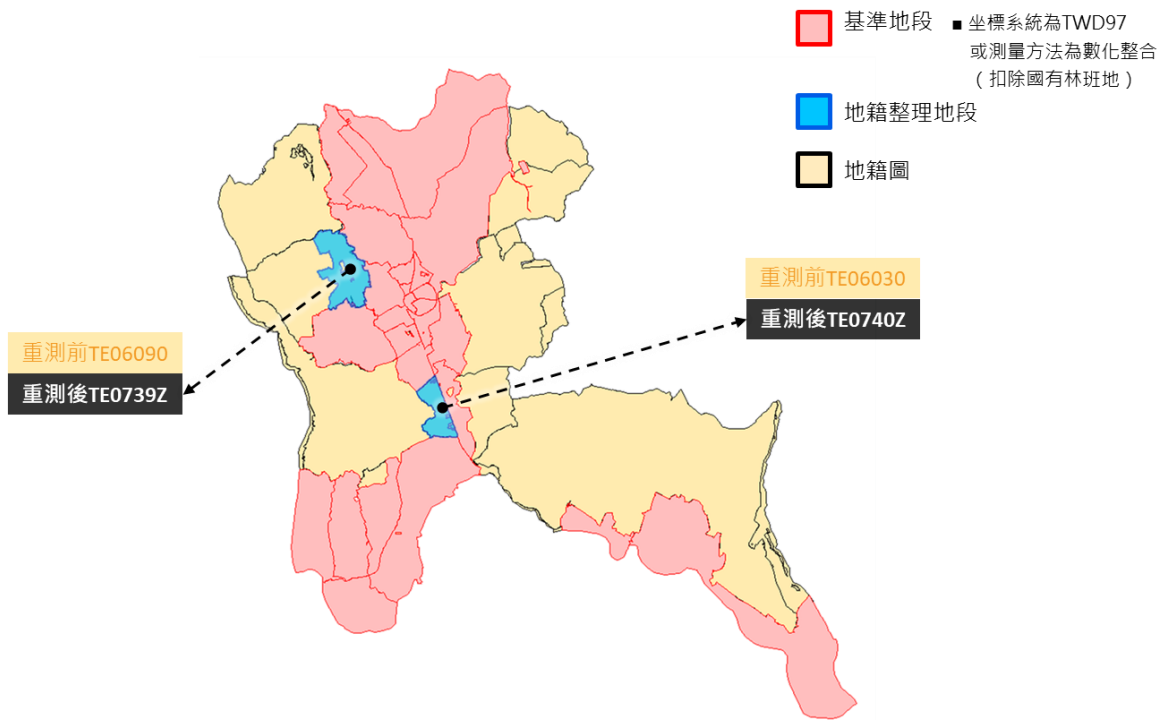 基準地段
■ 坐標系統為TWD97
或測量方法為數化整合
（扣除國有林班地）
地籍整理地段
地籍圖
重測前TE06030
重測後TE0740Z
重測前TE06090
重測後TE0739Z